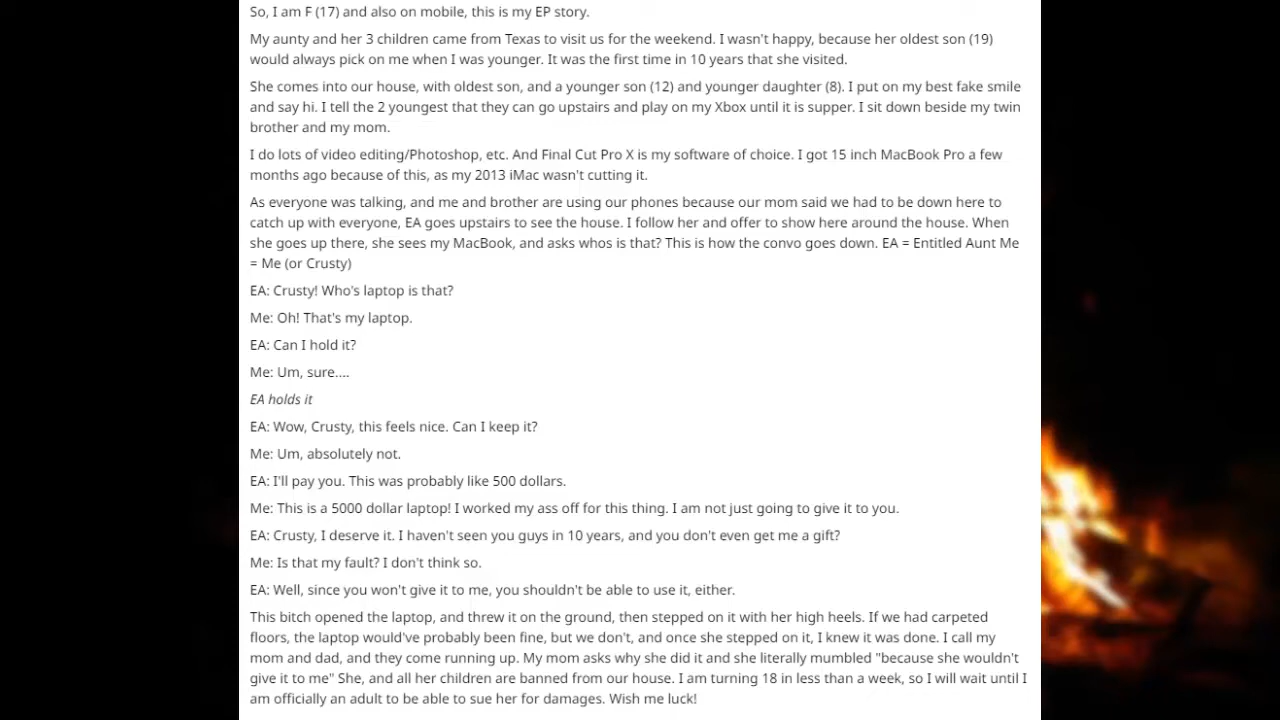 So, I am F (17) and also on mobile, this is my EP story.
My aunty and her 3 children came from Texas to visit us for the weekend. I wasn't happy, because her oldest son (19)
would always pick on me when I was younger. It was the first time in 10 years that she visited.
She comes into our house, with oldest son, and a younger son (12) and younger daughter (8). I put on my best fake smile
and say hi. I tell the 2 youngest that they can go upstairs and play on my Xbox until it is supper. I sit down beside my twin
brother and my mom.
I do lots of video editing/Photoshop, etc. And Final Cut Pro X is my software of choice. I got 15 inch MacBook Pro a few
months ago because of this, as my 2013 iMac wasn't cutting it.
As everyone was talking, and me and brother are using our phones because our mom said we had to be down here to
catch up with everyone, EA goes upstairs to see the house. I follow her and offer to show here around the house. When
she goes up there, she sees my MacBook, and asks whos is that? This is how the convo goes down. EA = Entitled Aunt Me
= Me (or Crusty)
EA: Crusty! Who's laptop is that?
Me: Oh! That's my laptop.
EA: Can I hold it?
Me: Um, sure....
EA holds it
EA: Wow, Crusty, this feels nice. Can I keep it?
Me: Um, absolutely not.
EA: I'll pay you. This was probably like 500 dollars.
Me: This is a 5000 dollar laptop! I worked my ass off for this thing. I am not just going to give it to you.
EA: Crusty, I deserve it. I haven't seen you guys in 10 years, and you don't even get me a gift?
Me: Is that my fault? I don't think so.
EA: Well, since you won't give it to me, you shouldn't be able to use it, either.
This bitch opened the laptop, and threw it on the ground, then stepped on it with her high heels. If we had carpeted
floors, the laptop would've probably been fine, but we don't, and once she stepped on it, I knew it was done. I call my
mom and dad, and they come running up. My mom asks why she did it and she literally mumbled "because she wouldn't
give it to me" She, and all her children are banned from our house. I am turning 18 in less than a week, so I will wait until I
am officially an adult to be able to sue her for damages. Wish me luck!